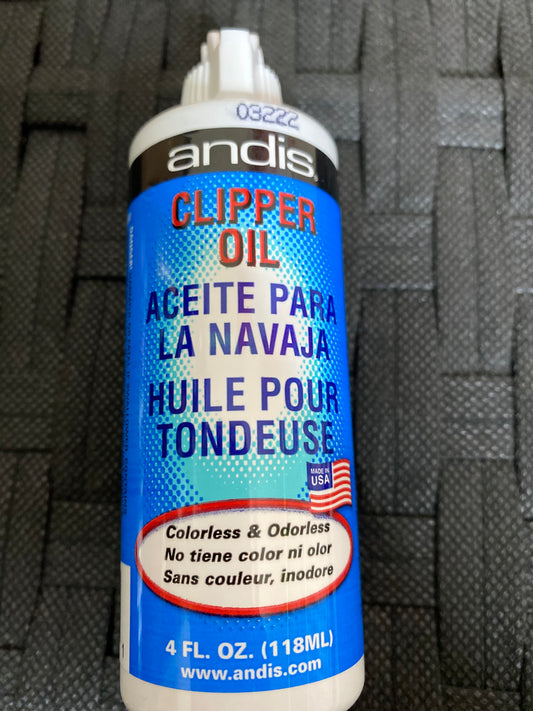 03222
andis
CLIPPER
OIL
ACEITE PARA
LA NAVAJA
HUILE POUR
TONDEUSE
MADE IN
USA
Colorless & Odorless
No tiene color ni olor
Sans couleur, inodore
4 FL. OZ. (118ML)
www.andis.com
1